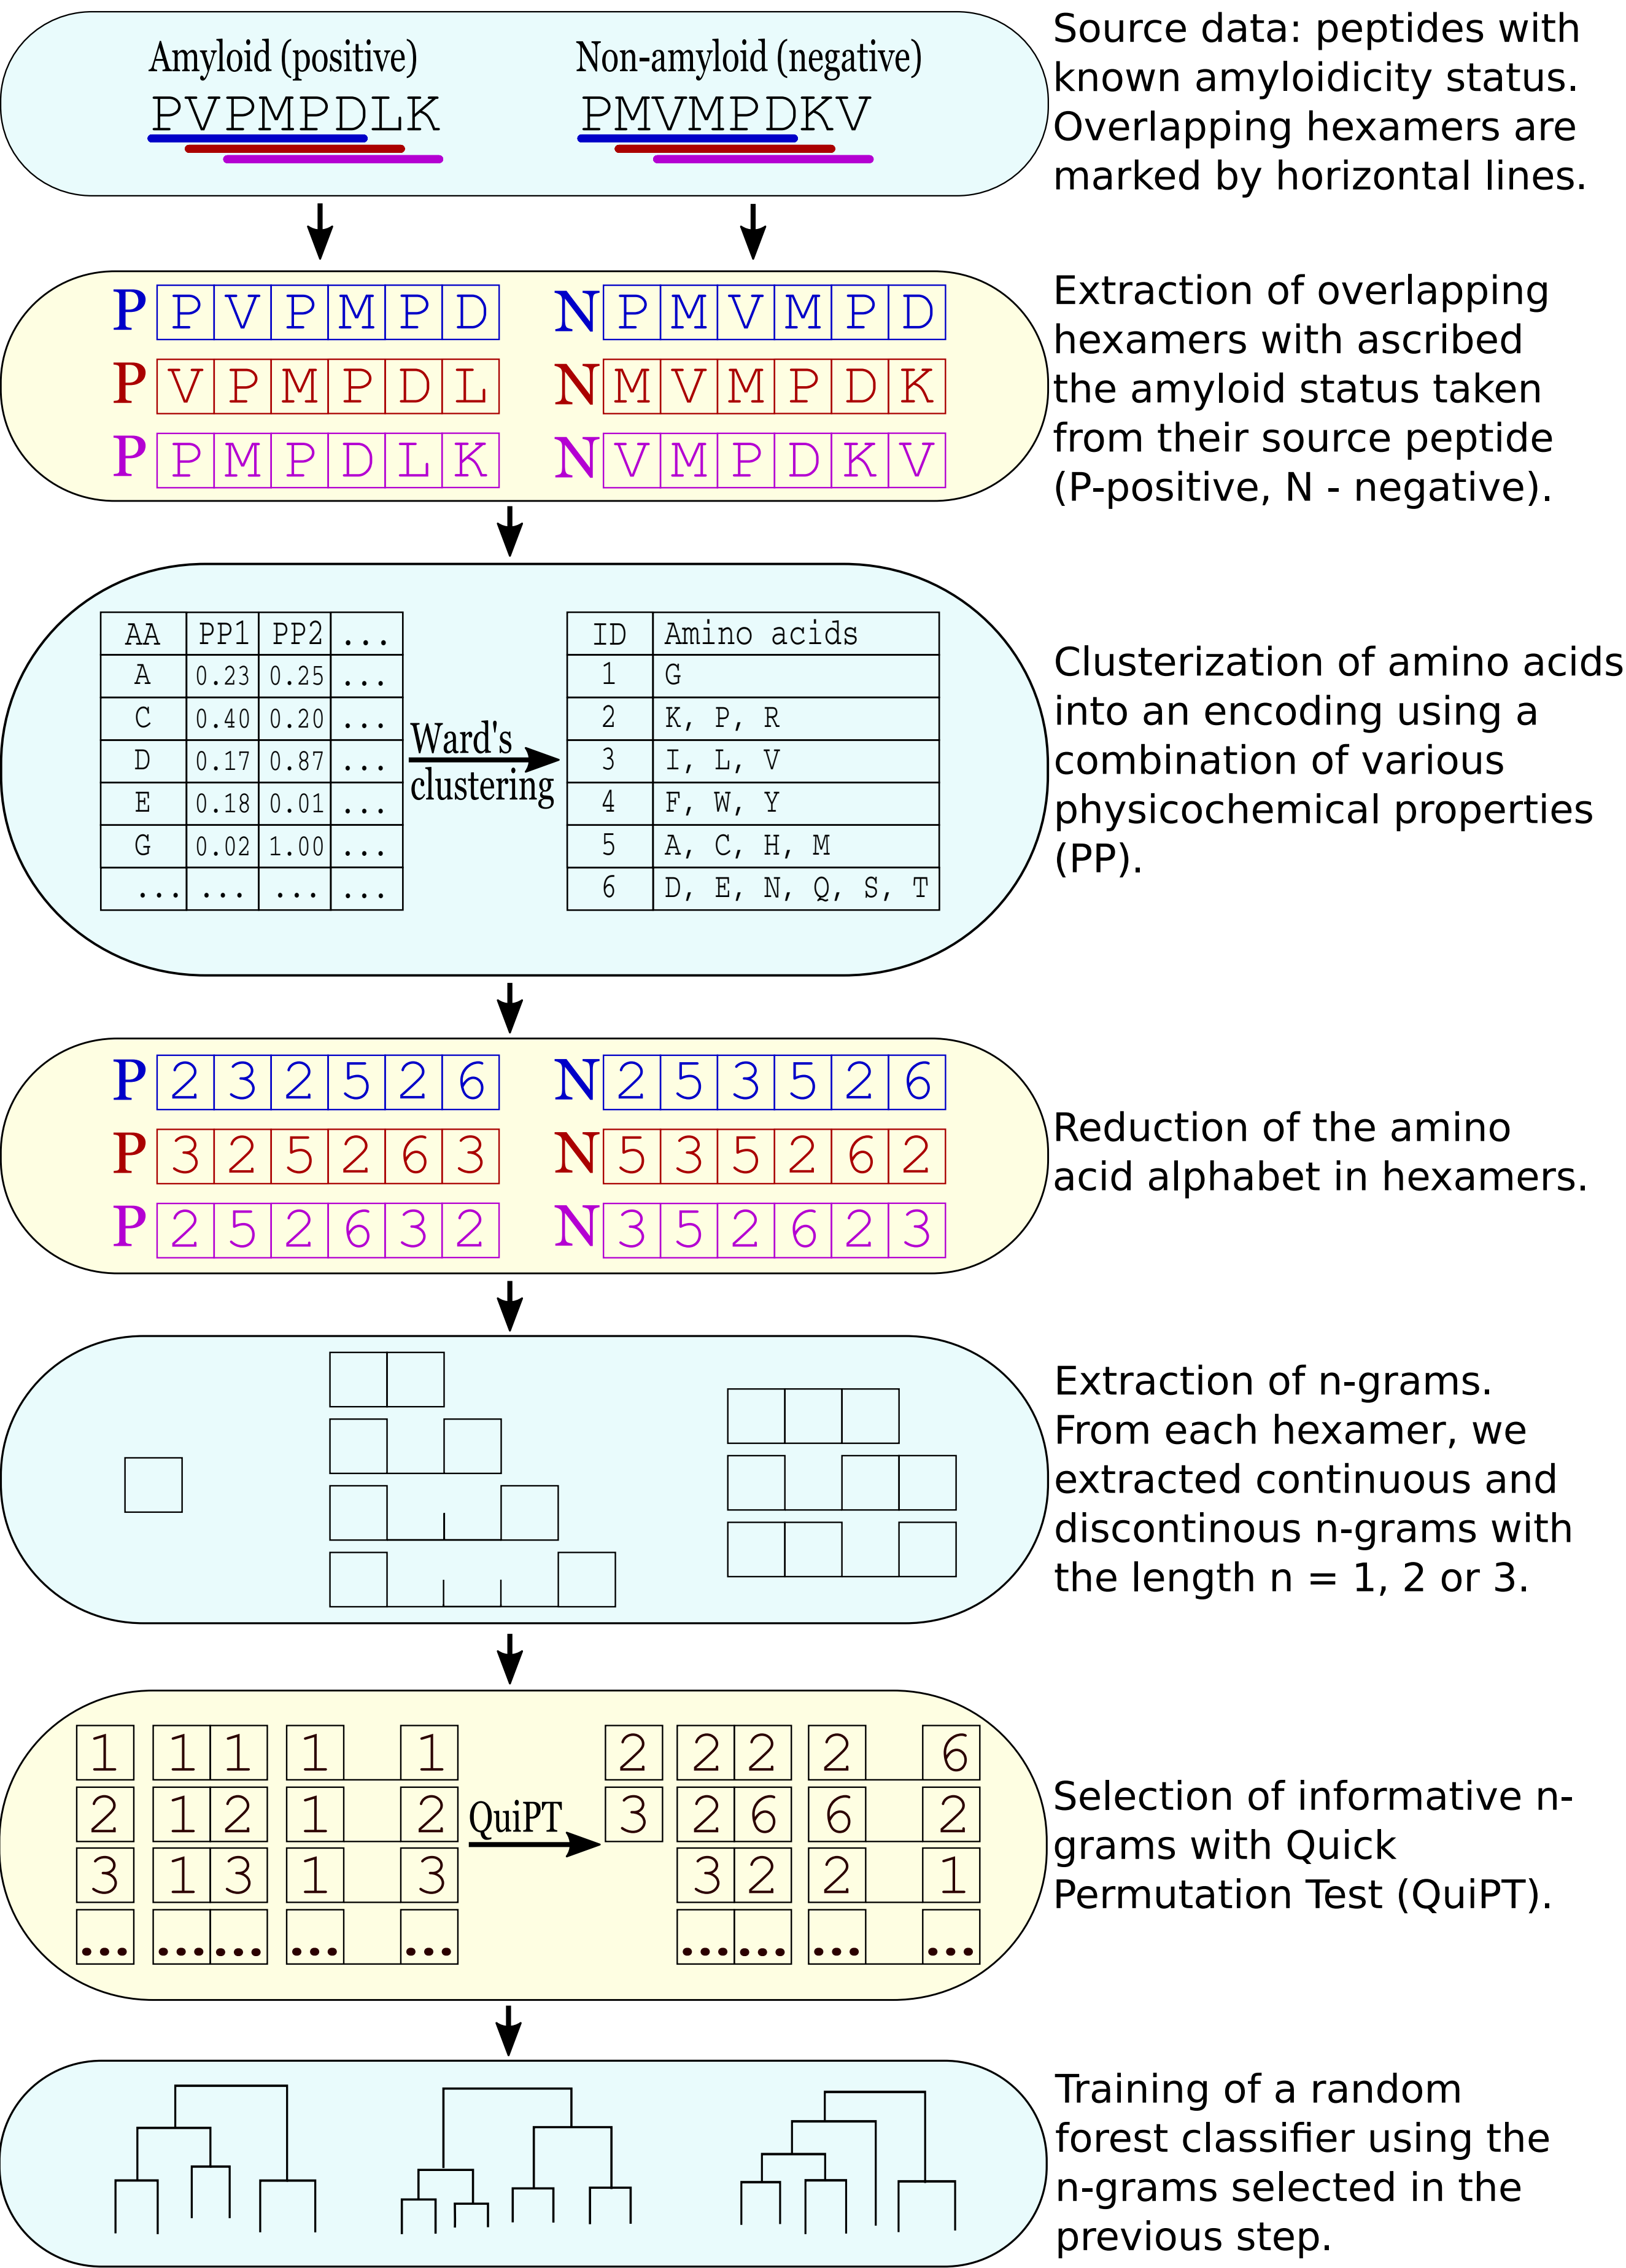 Amyloid (positive) Non-amyloid (negative)
PVPMPDLK PMVMPDKV
Source data: peptides with
known amyloidicity status.
Overlapping hexamers are
marked by horizontal lines.
P P V P M P D N P M V M P D
P V P M P D L N M V M P D K
P P M P D L K N V M P D K V
Extraction of overlapping
hexamers with ascribed
the amyloid status taken
from their source peptide
(P-positive, N - negative).
AA PP1 PP2 ...
A 0.23 0.25 ...
C 0.40 0.20 ...
D 0.17 0.87 ...
E 0.18 0.01 ...
G 0.02 1.00 ...
... ... ... ...
Ward's
clustering
ID Amino acids
1 G
2 K, P, R
3 I, L, V
4 F, W, Y
5 A, C, H, M
6 D, E, N, Q, S, T
Clusterization of amino acids
into an encoding using a
combination of various
physicochemical properties
(PP).
P 2 3 2 5 2 6 N 2 5 3 5 2 6
P 3 2 5 2 6 3 N 5 3 5 2 6 2
P 2 5 2 6 3 2 N 3 5 2 6 2 3
Reduction of the amino
acid alphabet in hexamers.
Extraction of n-grams.
From each hexamer, we
extracted continuous and
discontinous n-grams with
the length n = 1, 2 or 3.
1 1 1 1 1
2 1 2 1 2
3 1 3 1 3
... ... ... ... ...
QuiPT
2 2 2 2 6
3 2 6 6 2
3 2 2 1
... ... ... ...
Selection of informative n-
grams with Quick
Permutation Test (QuiPT).
Training of a random
forest classifier using the
n-grams selected in the
previous step.